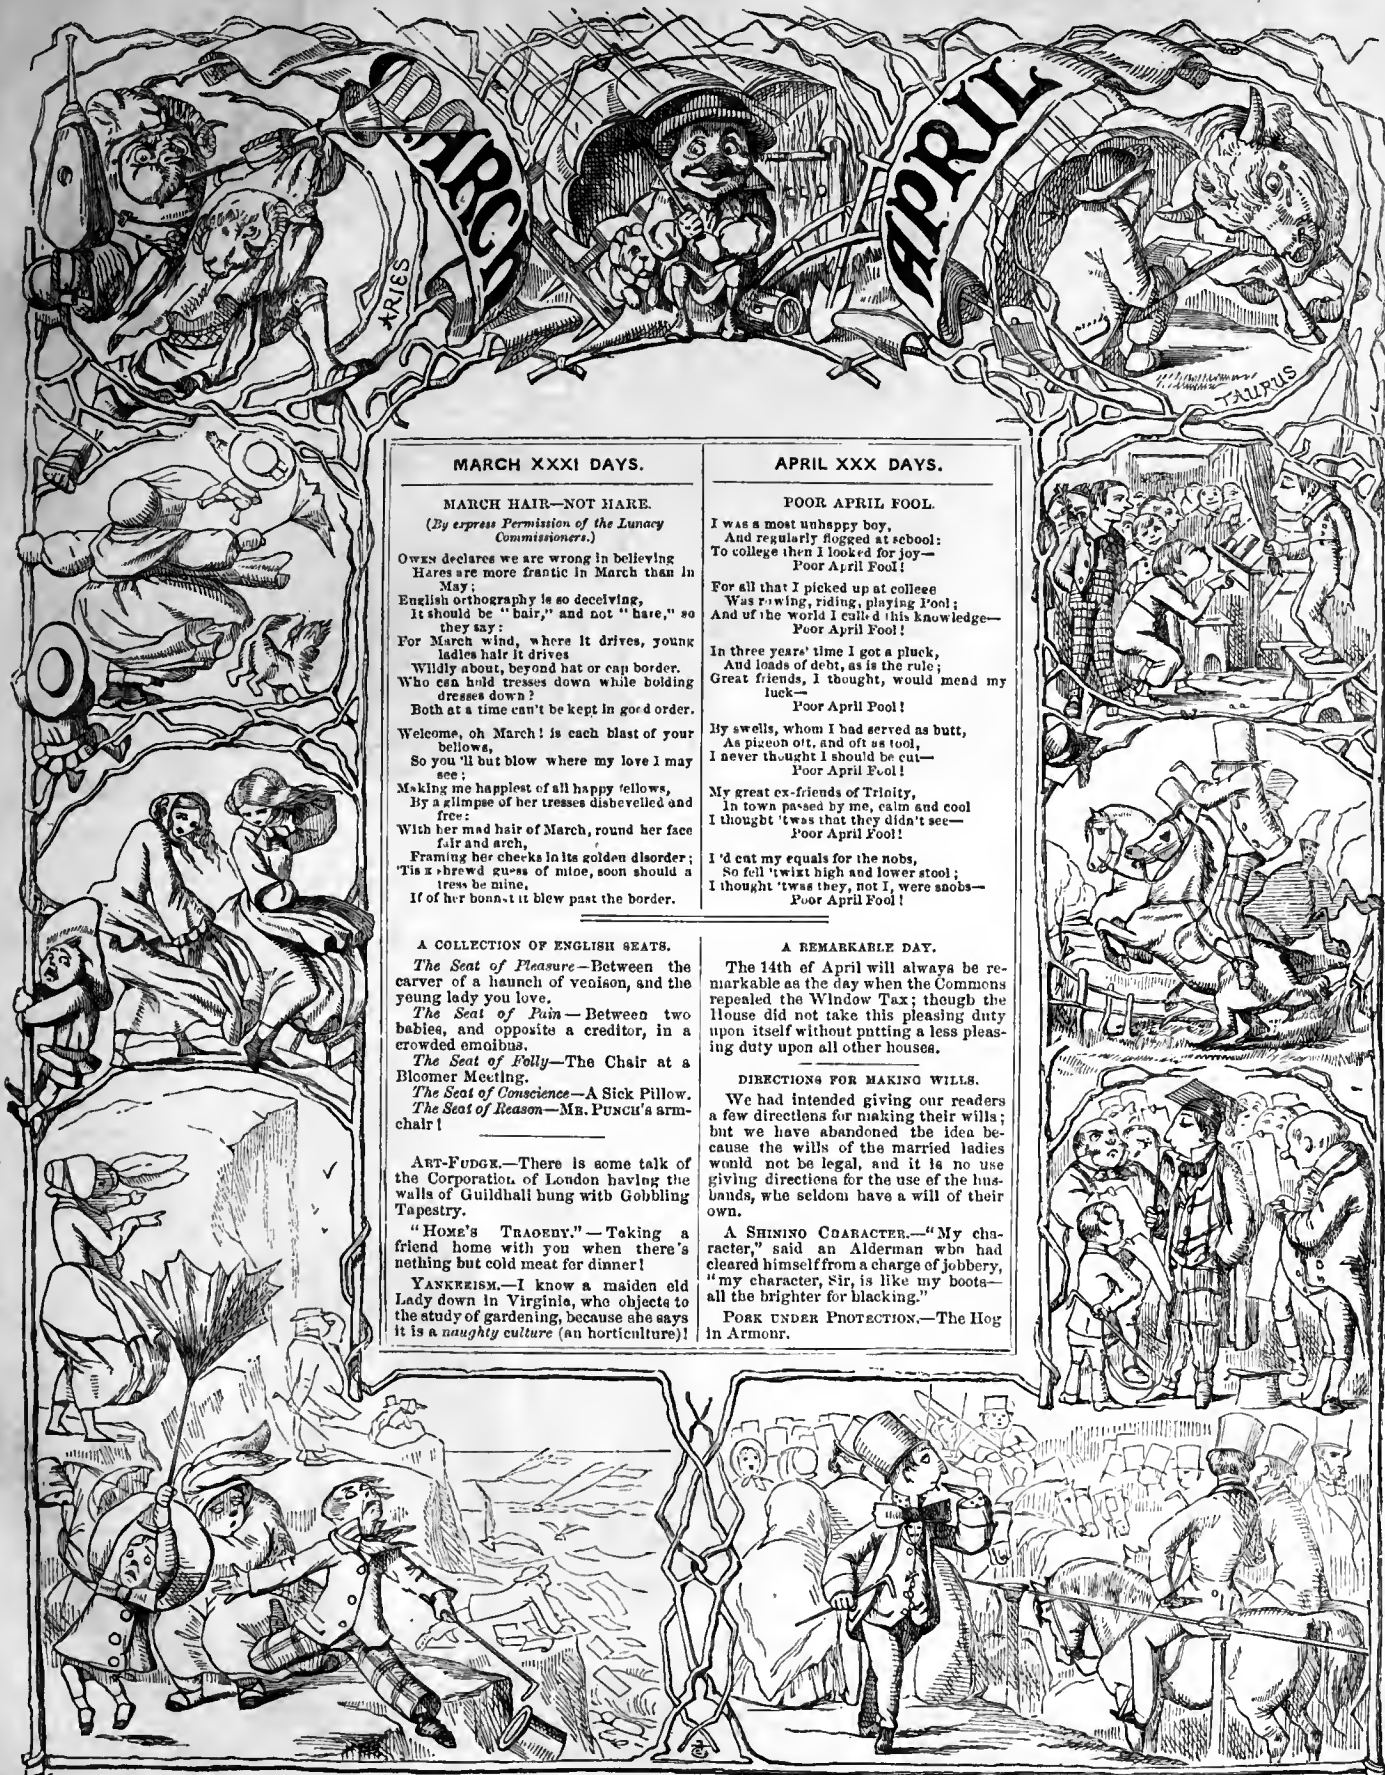 MARCH
APRIL
ARIES
TAURUS
MARCH XXXI DAYS.
MARCH HAIR—NOT HARE.
(By express Permission of the Lunacy
Commissioners.)
OWEN declares we are wrong in believing
Hares are more frantic in March than in
May;
English orthography is so deceiving,
It should be "hair," and not "hare," so
they say:
For March wind, where it drives, young
ladies hair it drives
Wildly about, beyond hat or cap border.
Who can hold tresses down while holding
dresses down?
Both at a time can't be kept in good order.
Welcome, oh March! is each blast of your
bellows,
So you 'll but blow where my love I may
see;
Making me happiest of all happy fellows,
By a glimpse of her tresses dishevelled and
free:
With her mad hair of March, round her face
fair and arch,
Framing her cheeks in its golden disorder;
'Tis a shrewd guess of mine, soon should a
tress be mine,
If of her bonnet it blew past the border.
A COLLECTION OF ENGLISH SEATS.
The Seat of Pleasure—Between the
carver of a haunch of venison, and the
young lady you love.
The Seat of Pain—Between two
babies, and opposite a creditor, in a
crowded omnibus.
The Seat of Folly—The Chair at a
Bloomer Meeting.
The Seat of Conscience—A Sick Pillow.
The Seat of Reason—MR. PUNCH'S arm-
chair!
ART-FUDGE.—There is some talk of
the Corporation of London having the
walls of Guildhall hung with Gobbling
Tapestry.
"HOME'S TRAGEDY."—Taking a
friend home with you when there's
nothing but cold meat for dinner!
YANKEEISM.—I know a maiden old
Lady down in Virginia, who objects to
the study of gardening, because she says
it is a naughty culture (an horticulture)!
APRIL XXX DAYS.
POOR APRIL FOOL.
I WAS a most unhappy boy,
And regularly flogged at school:
To college then I looked for joy—
Poor April Fool!
For all that I picked up at college
Was rowing, riding, playing Pool;
And of the world I called this knowledge—
Poor April Fool!
In three years' time I got a pluck,
And loads of debt, as is the rule;
Great friends, I thought, would mend my
luck—
Poor April Pool!
By swells, whom I had served as butt,
As pigeon oft, and oft as tool,
I never thought I should be cut—
Poor April Fool!
My great ex-friends of Trinity,
In town passed by me, calm and cool
I thought 'twas that they didn't see—
Poor April Fool!
I 'd cut my equals for the nobs,
So fell 'twixt high and lower stool;
I thought 'twas they, not I, were snobs—
Poor April Fool!
A REMARKABLE DAY.
The 14th of April will always be re-
markable as the day when the Commons
repealed the Window Tax; though the
House did not take this pleasing duty
upon itself without putting a less pleas-
ing duty upon all other houses.
DIRECTIONS FOR MAKING WILLS.
We had intended giving our readers
a few directions for making their wills;
but we have abandoned the idea be-
cause the wills of the married ladies
would not be legal, and it is no use
giving directions for the use of the hus-
bands, who seldom have a will of their
own.
A SHINING CHARACTER.—"My cha-
racter," said an Alderman who had
cleared himself from a charge of jobbery,
"my character, Sir, is like my boots—
all the brighter for blacking."
PORK UNDER PROTECTION.—The Hog
in Armour.